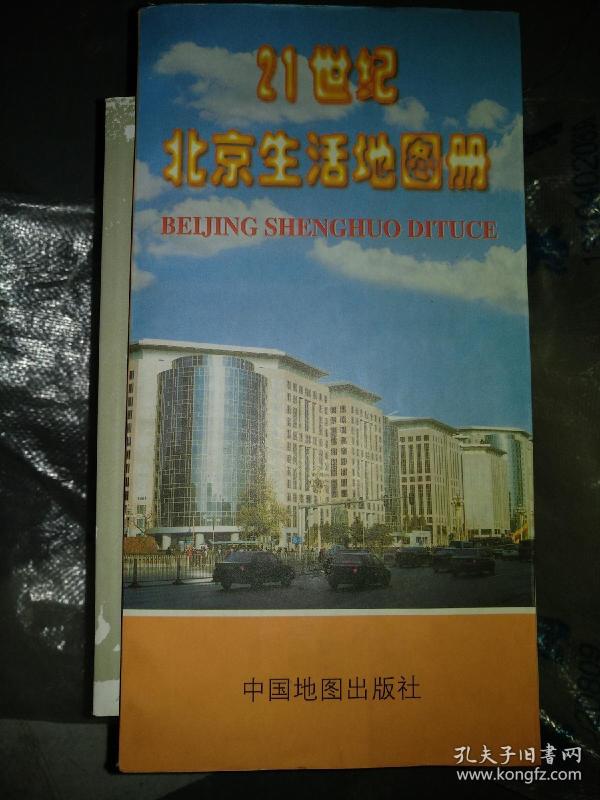 21世纪
北京生活地图册
BEIJING SHENGHUO DITUCE
中国地图出版社
孔夫子旧書网
www.kongfz.com